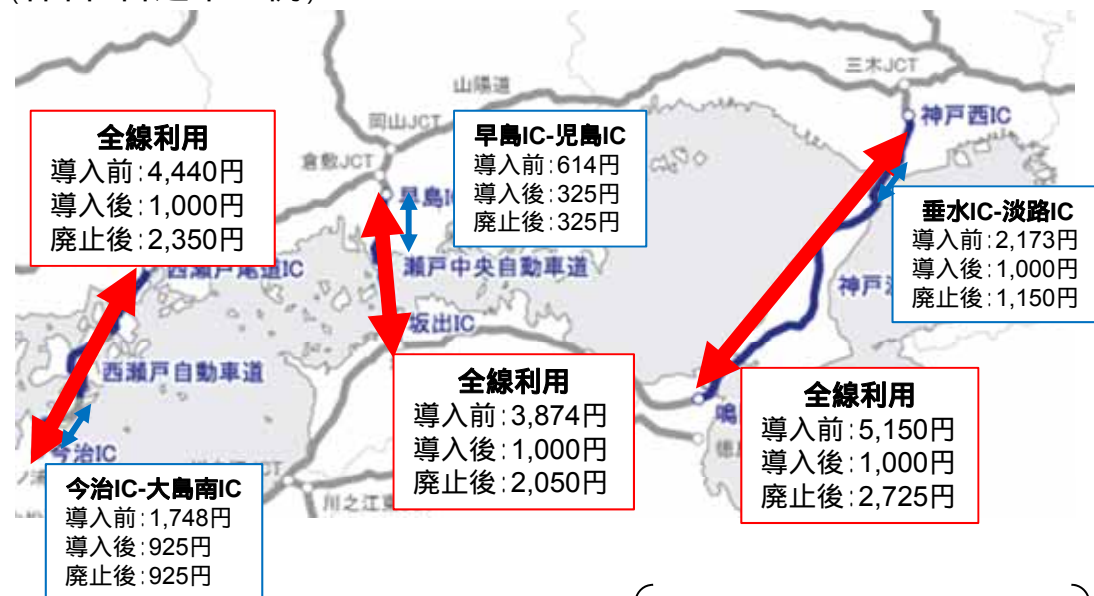 三木JCT
山陽道
神戸西IC
岡山JCT
倉敷JCT
全線利用
導入前:4,440円
導入後:1,000円
廃止後:2,350円
早島IC-児島IC
導入前:614円
導入後:325円
廃止後:325円
早島IC
垂水IC-淡路IC
導入前:2,173円
導入後:1,000円
廃止後:1,150円
西瀬戸尾道IC
瀬戸中央自動車道
神戸
坂出IC
西瀬戸自動車道
全線利用
導入前:3,874円
導入後:1,000円
廃止後:2,050円
全線利用
導入前:5,150円
導入後:1,000円
廃止後:2,725円
鳴
徳
今治IC
今治IC-大島南IC
導入前:1,748円
導入後:925円
廃止後:925円
川之江東